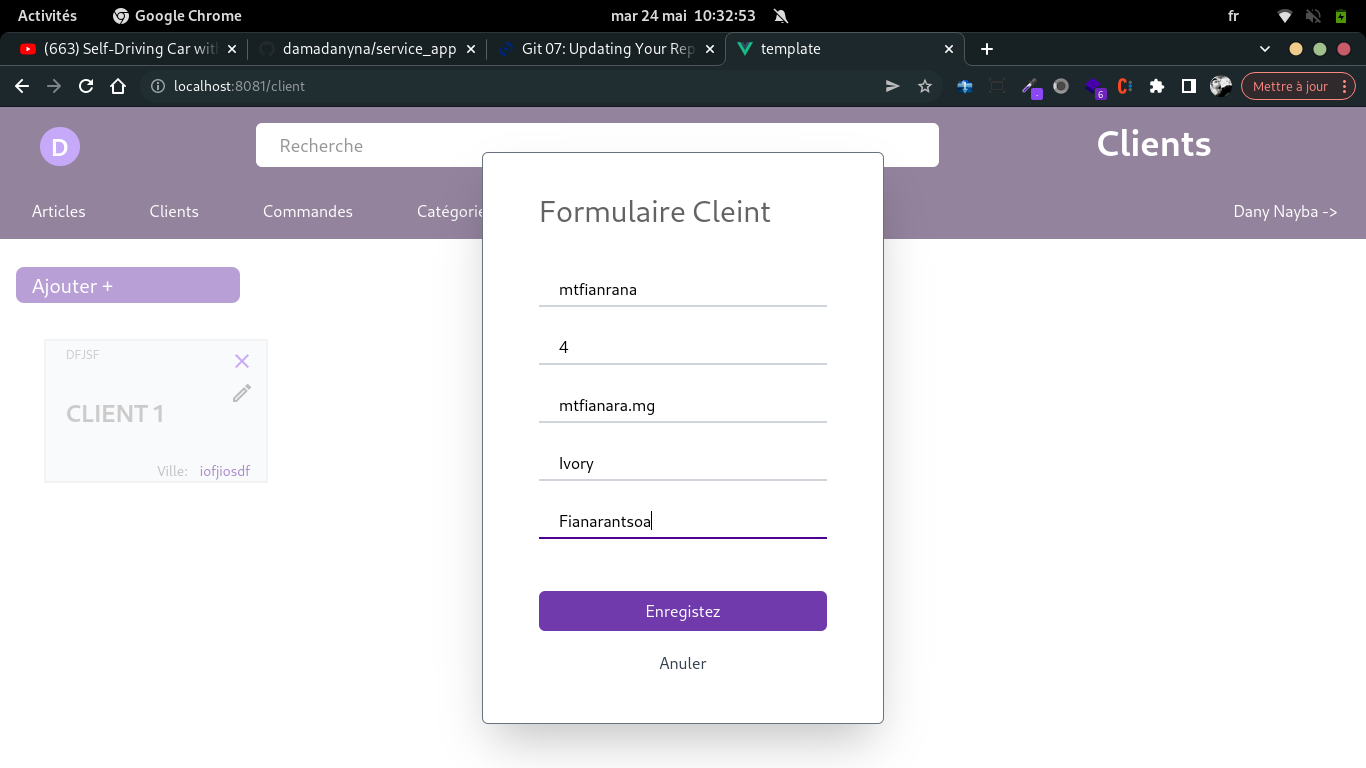 Activités Google Chrome mar 24 mai 10:32:53 fr
(663) Self-Driving Car wit damadanyna/service_app Git 07: Updating Your Rep template
localhost:8081/client Mettre à jour
6
D Recherche Clients
Articles Clients Commandes Catégorie Dany Nayba ->
Formulaire Cleint
Ajouter +
mtfianrana
4
DFJSF
CLIENT 1
mtfianara.mg
Ville: iofjiosdf
Ivory
Fianarantsoa
Enregistez
Anuler